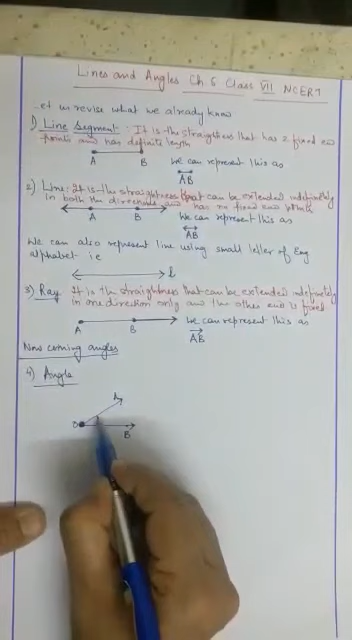 Lines and Angles Ch. 5 Class VII NCERT
Let us revise what we already know
1) Line Segment : It is the straightness that has 2 fixed end
points and has definite length
A B We can represent this as
AB
2) Line: It is the straightness that can be extended indefinitely
in both the directions and has no fixed end points
A B We can represent this as
AB
We can also represent line using small letter of Eng
alphabet i.e
l
3) Ray It is the straightness that can be extended indefinitely
in one direction only and the other end is fixed
A B We can represent this as
AB
Now coming angles
4) Angle
A
O
B